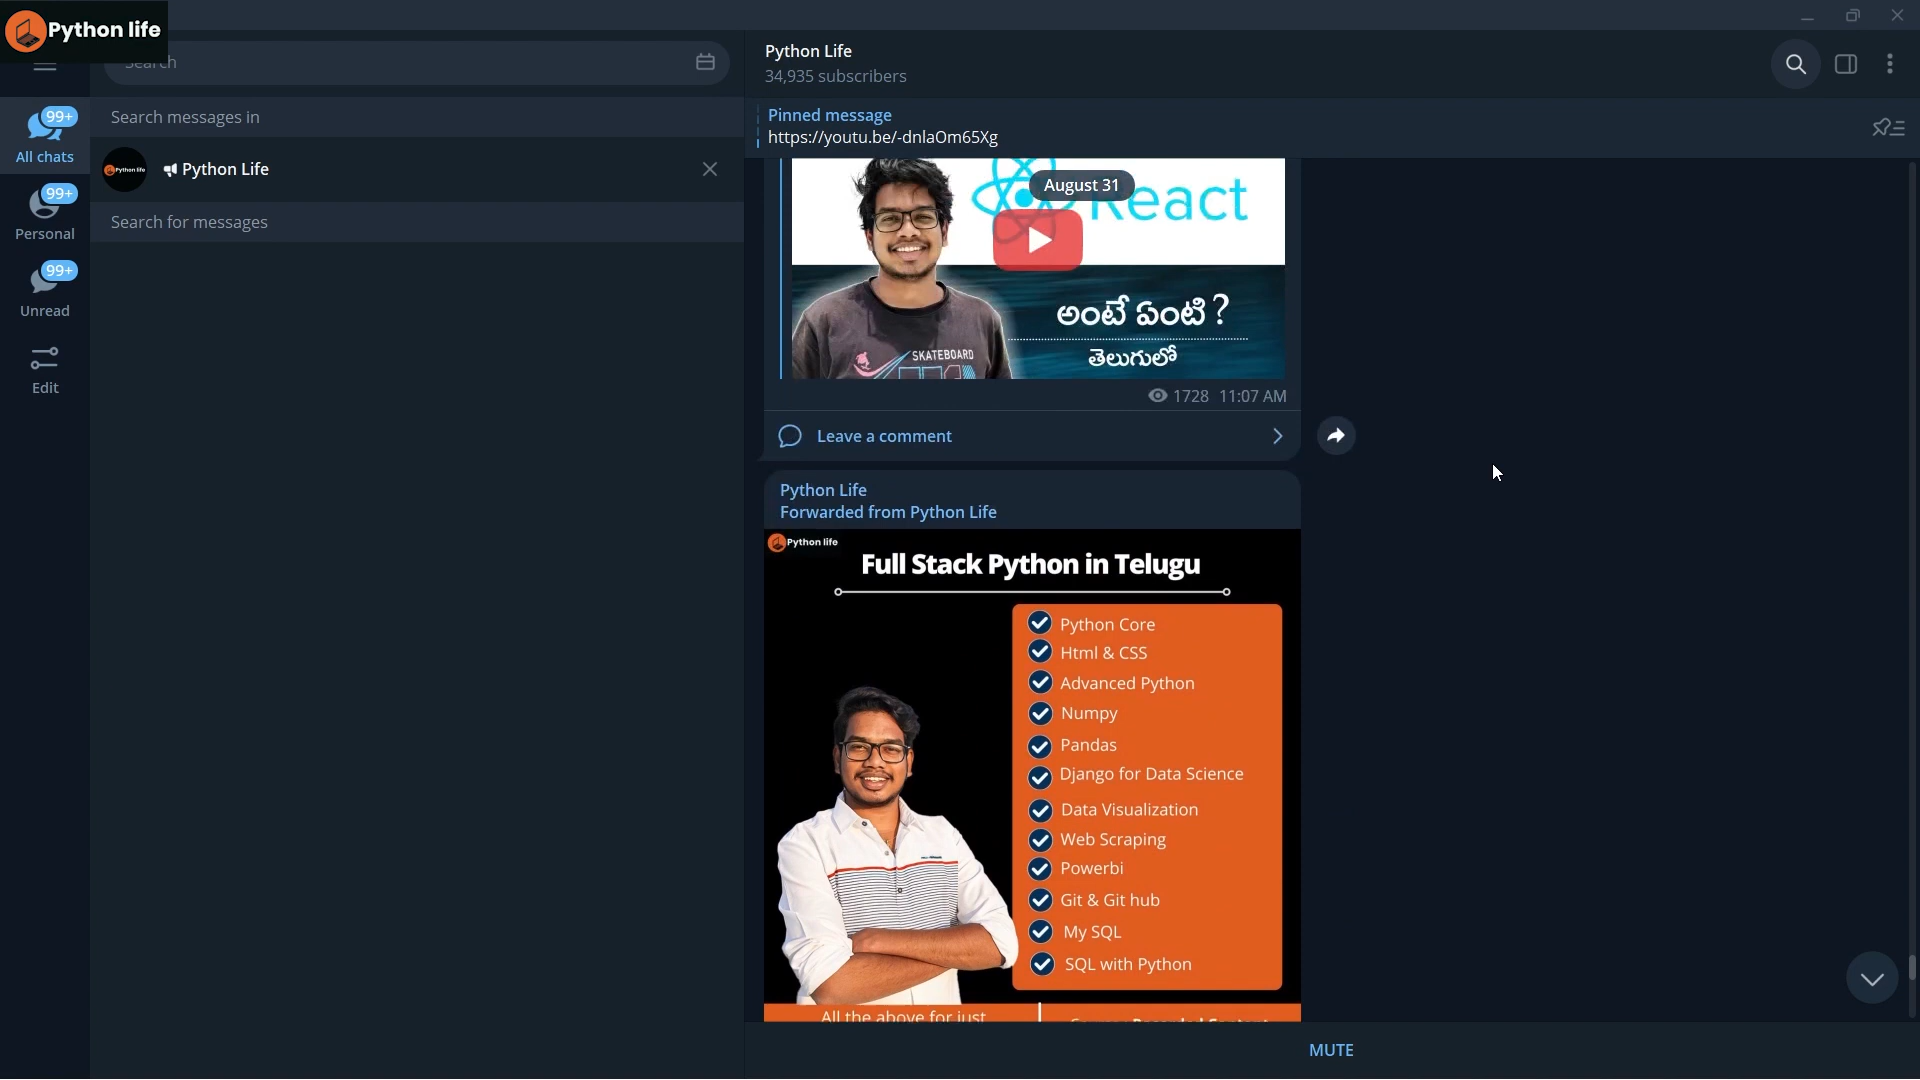 Python life
Search
Search messages in
Python life
Python Life
Search for messages
99+
All chats
99+
Personal
99+
Unread
Edit
Python Life
34,935 subscribers
Pinned message
https://youtu.be/-dnlaOm65Xg
August 31
React
అంటే ఏంటి ?
తెలుగులో
SKATEBOARD
1728 11:07 AM
Leave a comment
Python Life
Forwarded from Python Life
Python life
Full Stack Python in Telugu
Python Core
Html & CSS
Advanced Python
Numpy
Pandas
Django for Data Science
Data Visualization
Web Scraping
Powerbi
Git & Git hub
My SQL
SQL with Python
All the above for just
MUTE